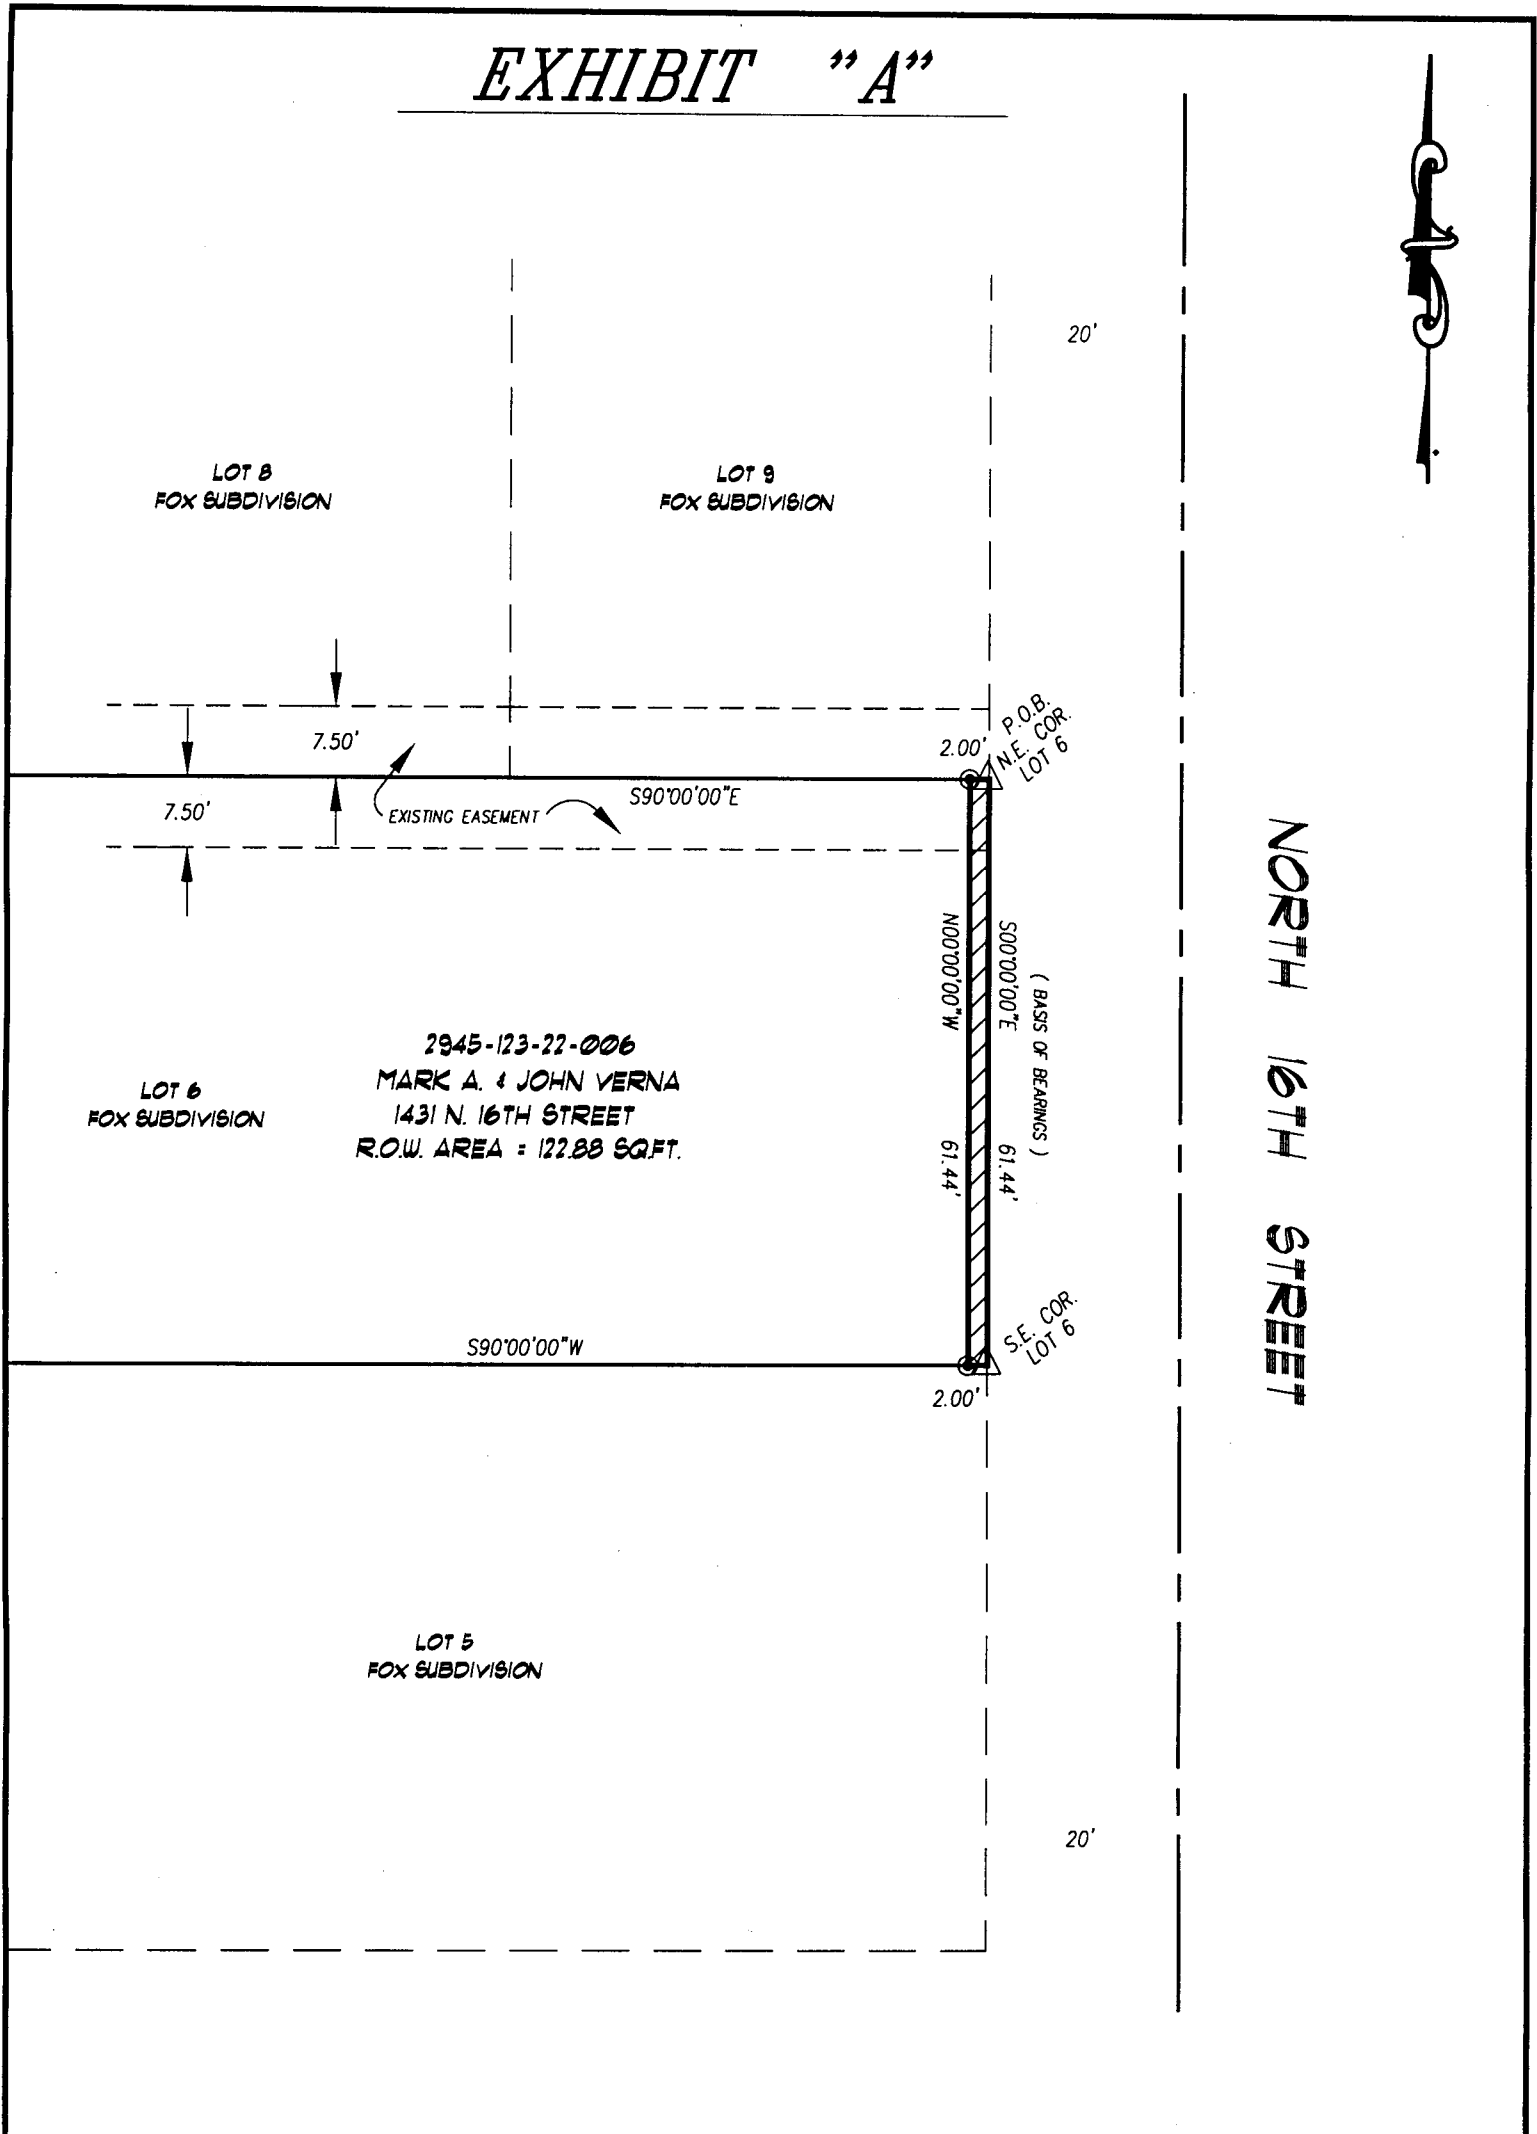 EXHIBIT "A"
20'
LOT 8
FOX SUBDIVISION
LOT 9
FOX SUBDIVISION
7.50'
7.50'
EXISTING EASEMENT
S90°00'00"E
2.00'
P.O.B.
N.E. COR.
LOT 6
N00°00'00"W
61.44'
S00°00'00"E
61.44'
( BASIS OF BEARINGS )
NORTH 16TH STREET
2945-123-22-006
MARK A. & JOHN VERNA
1431 N. 16TH STREET
R.O.W. AREA = 122.88 SQ.FT.
LOT 6
FOX SUBDIVISION
S90°00'00"W
S.E. COR.
LOT 6
2.00'
LOT 5
FOX SUBDIVISION
20'